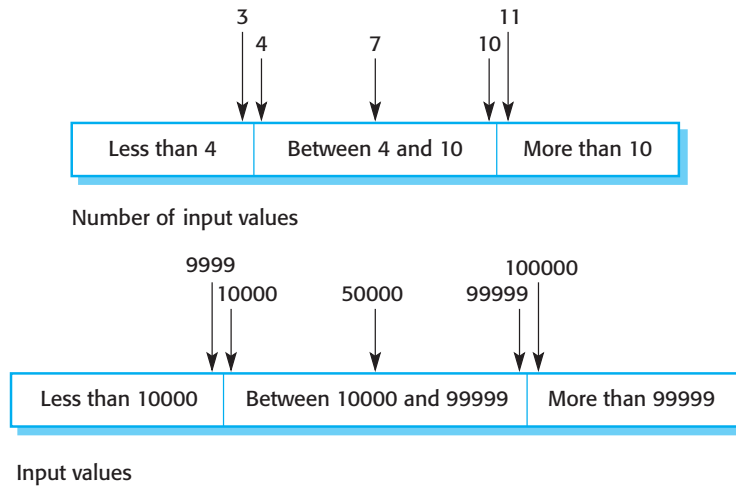 3
11
4
7
10
Less than 4
Between 4 and 10
More than 10
Number of input values
9999
100000
10000
50000
99999
Less than 10000
Between 10000 and 99999
More than 99999
Input values